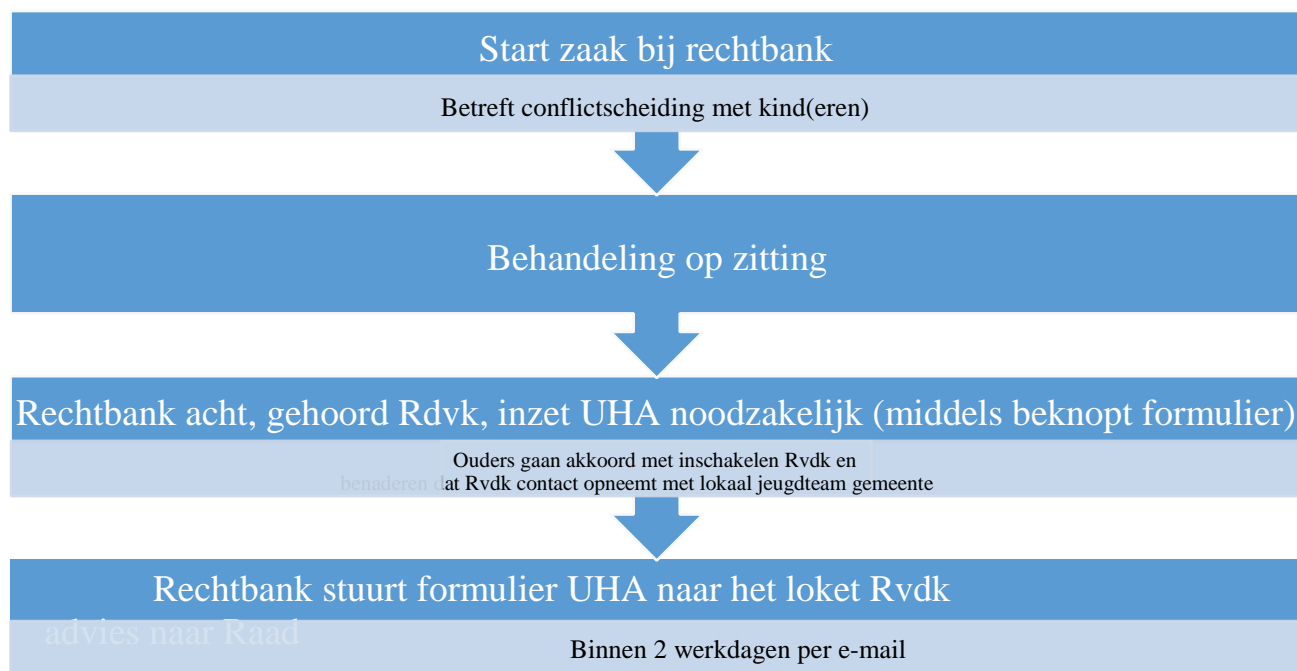 Start zaak bij rechtbank
Betreft conflictscheiding met kind(eren)
Behandeling op zitting
Rechtbank acht, gehoord Rdvk, inzet UHA noodzakelijk (middels beknopt formulier)
Ouders gaan akkoord met inschakelen Rvdk en
benaderen dat Rvdk contact opneemt met lokaal jeugdteam gemeente
Rechtbank stuurt formulier UHA naar het loket Rvdk
advies naar Raad
Binnen 2 werkdagen per e-mail